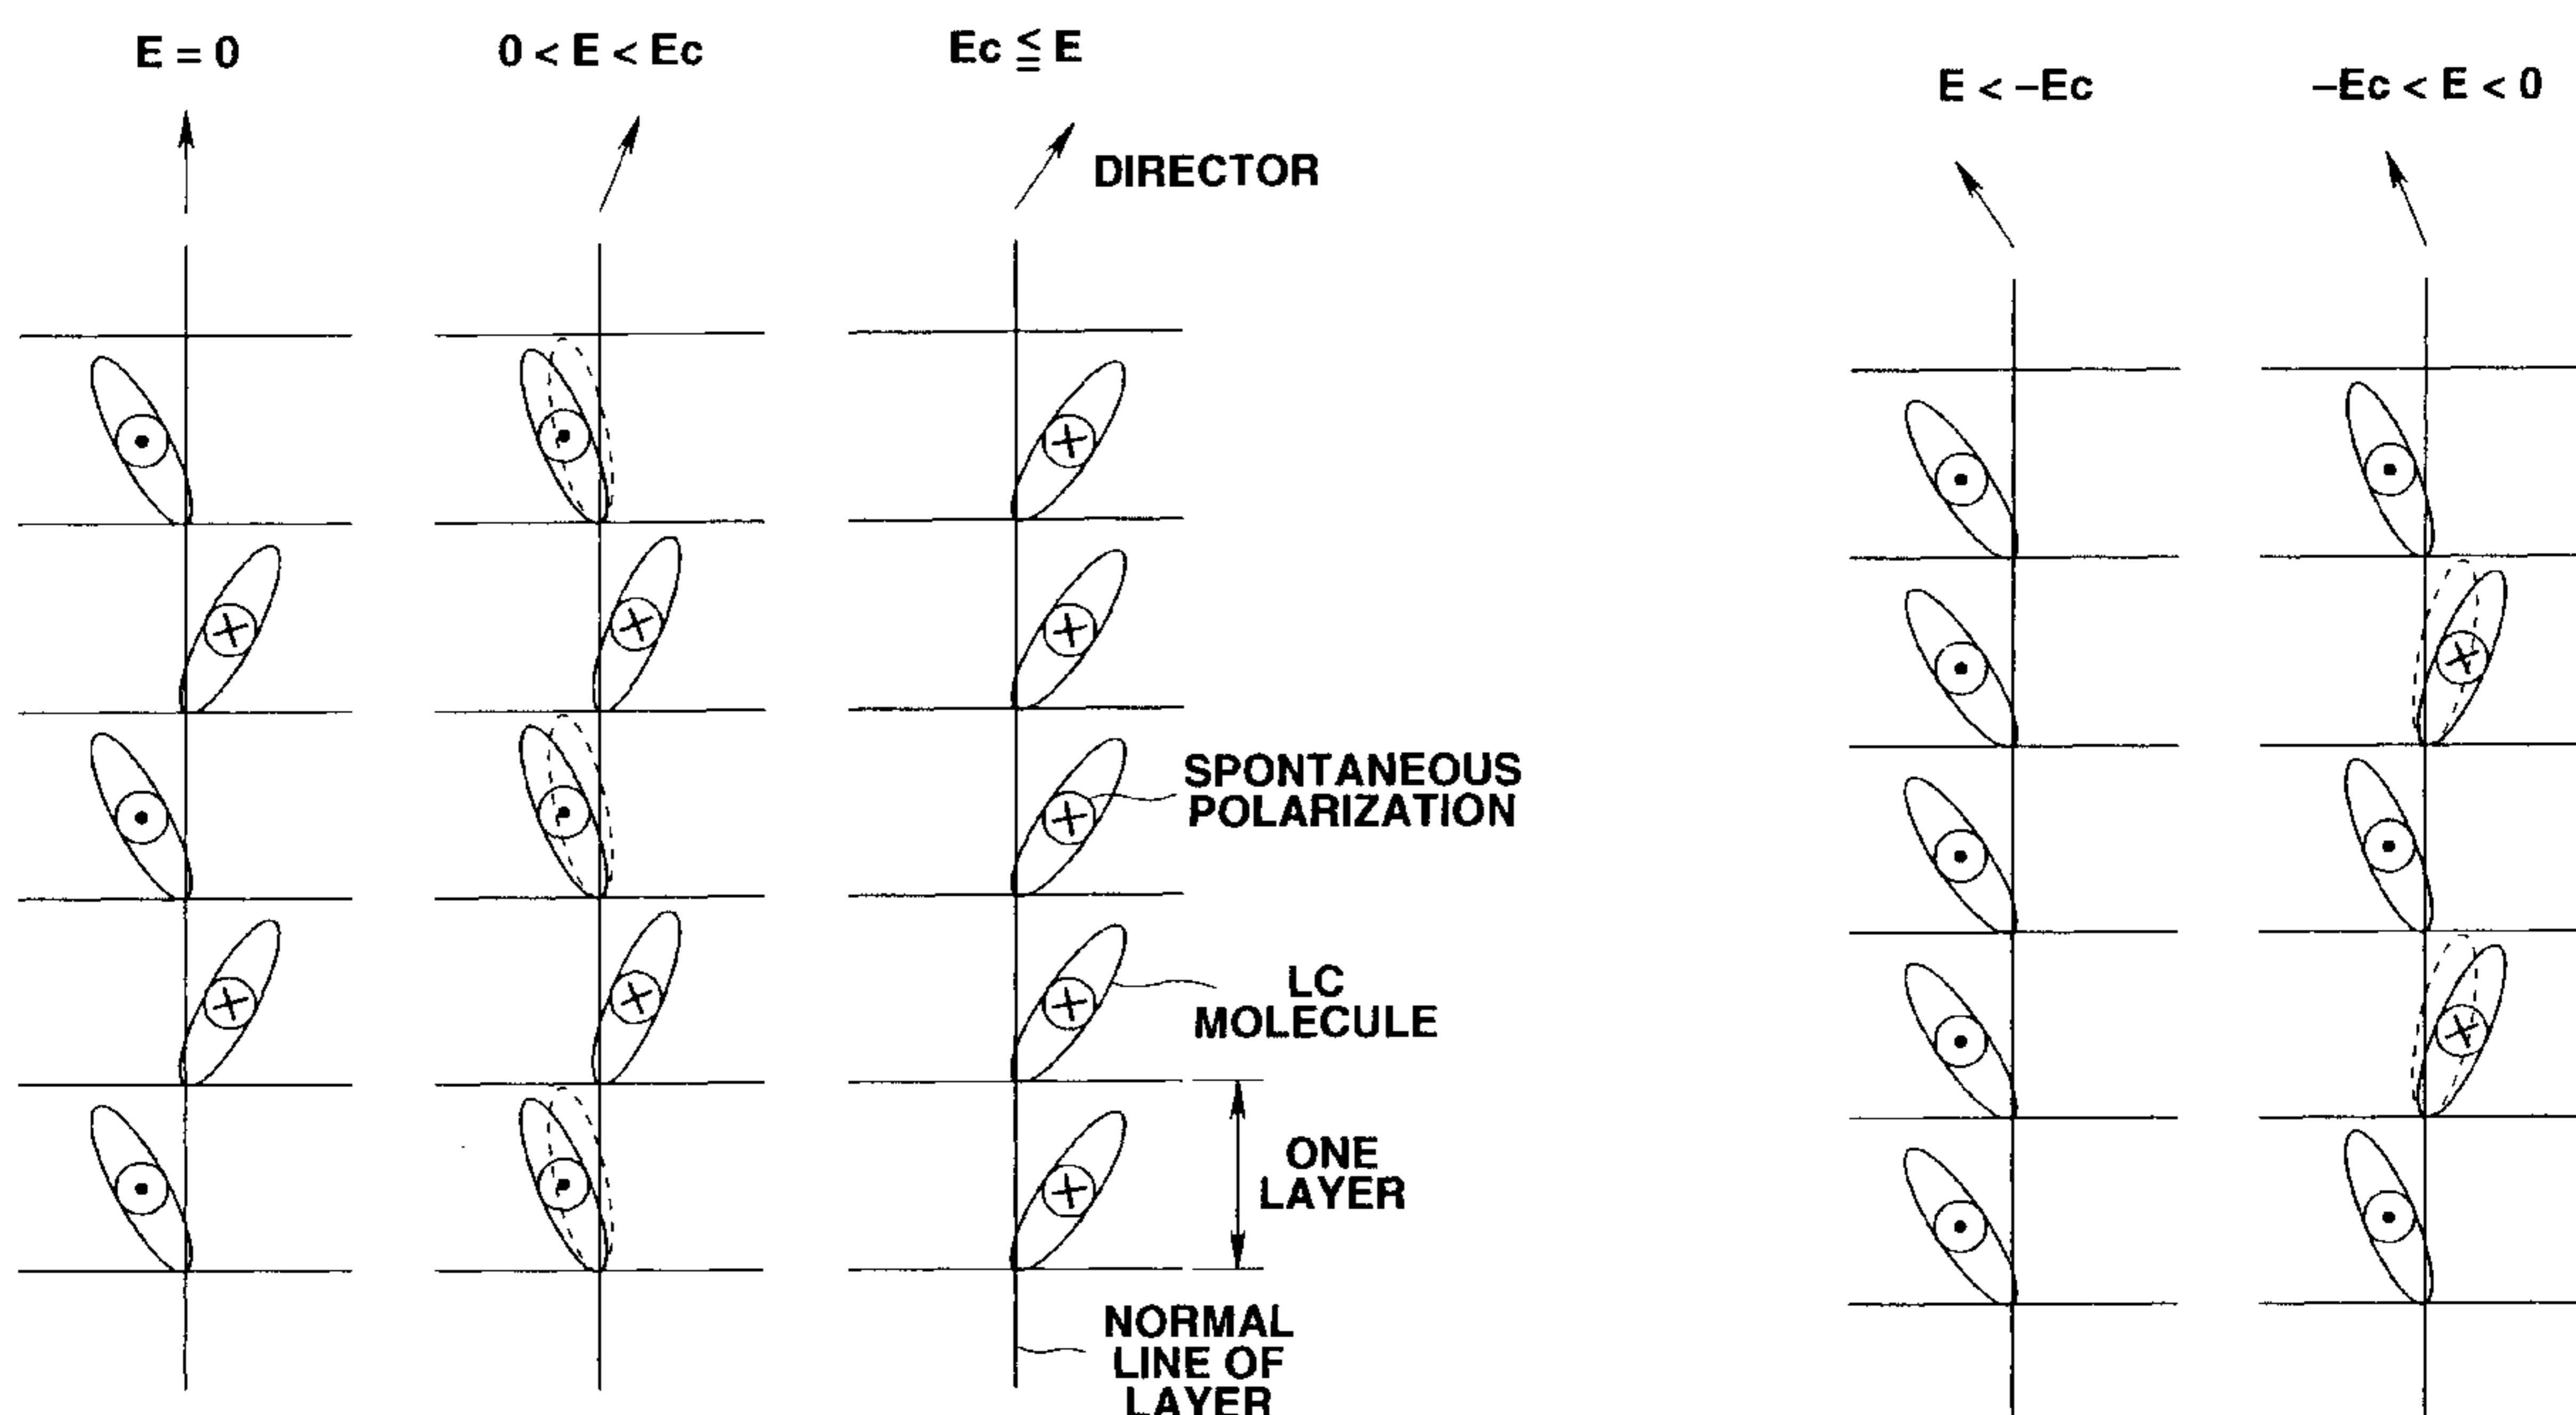 E = 0
0 < E < Ec
Ec ≦ E
DIRECTOR
SPONTANEOUS
POLARIZATION
LC
MOLECULE
ONE
LAYER
NORMAL
LINE OF
LAYER
E < –Ec
–Ec < E < 0